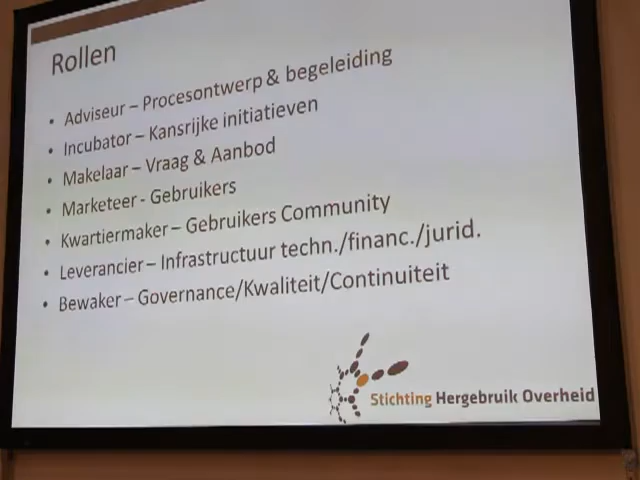 Rollen
• Adviseur – Procesontwerp & begeleiding
• Incubator – Kansrijke initiatieven
• Makelaar – Vraag & Aanbod
• Marketeer - Gebruikers
• Kwartiermaker – Gebruikers Community
• Leverancier – Infrastructuur techn./financ./jurid.
• Bewaker – Governance/Kwaliteit/Continuiteit
Stichting Hergebruik Overheid